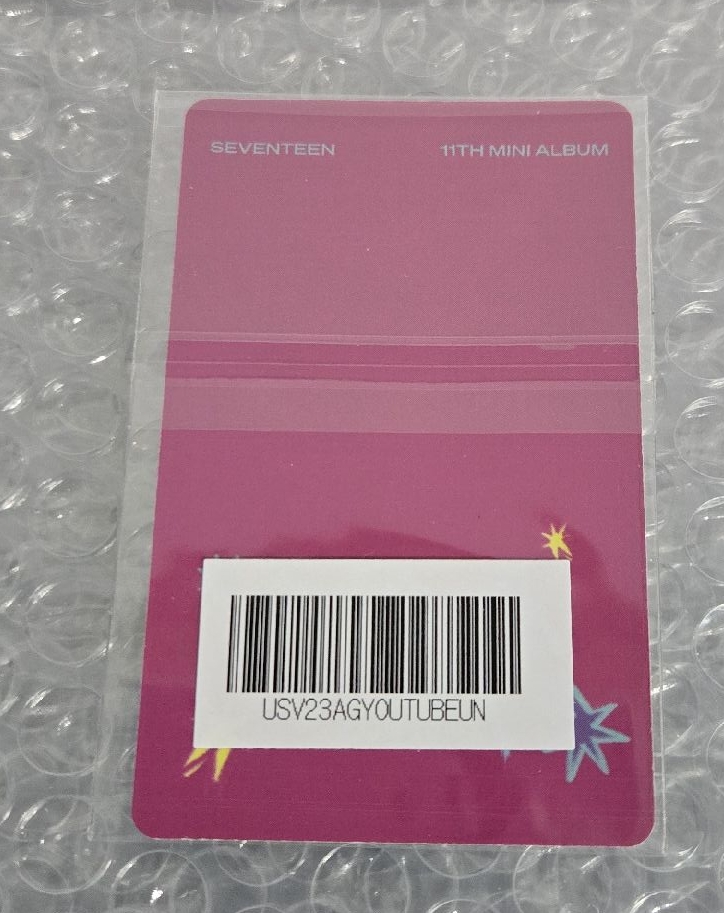 SEVENTEEN 11TH MINI ALBUM
USV23AGYOUTUBEUN